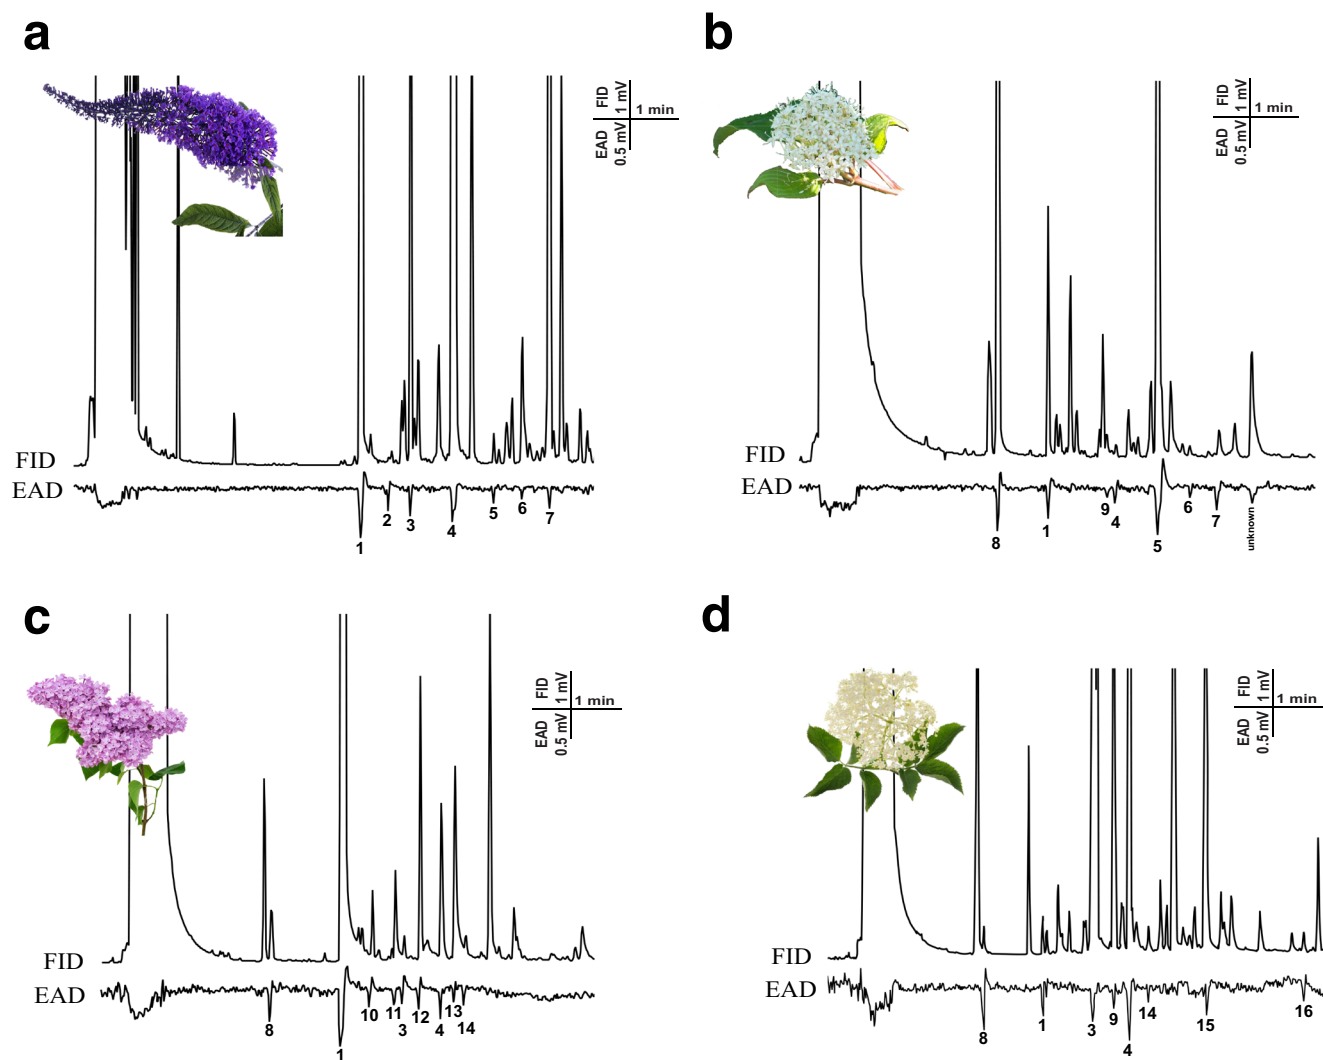 a
FID
1 mV
1 min
EAD
0.5 mV
FID
EAD
1
2
3
4
5
6
7
b
FID
1 mV
1 min
EAD
0.5 mV
FID
EAD
8
1
9
4
5
6
7
unknown
c
FID
1 mV
1 min
EAD
0.5 mV
FID
EAD
8
1
10
11
3
12
4
13
14
d
FID
1 mV
1 min
EAD
0.5 mV
FID
EAD
8
1
3
9
4
14
15
16